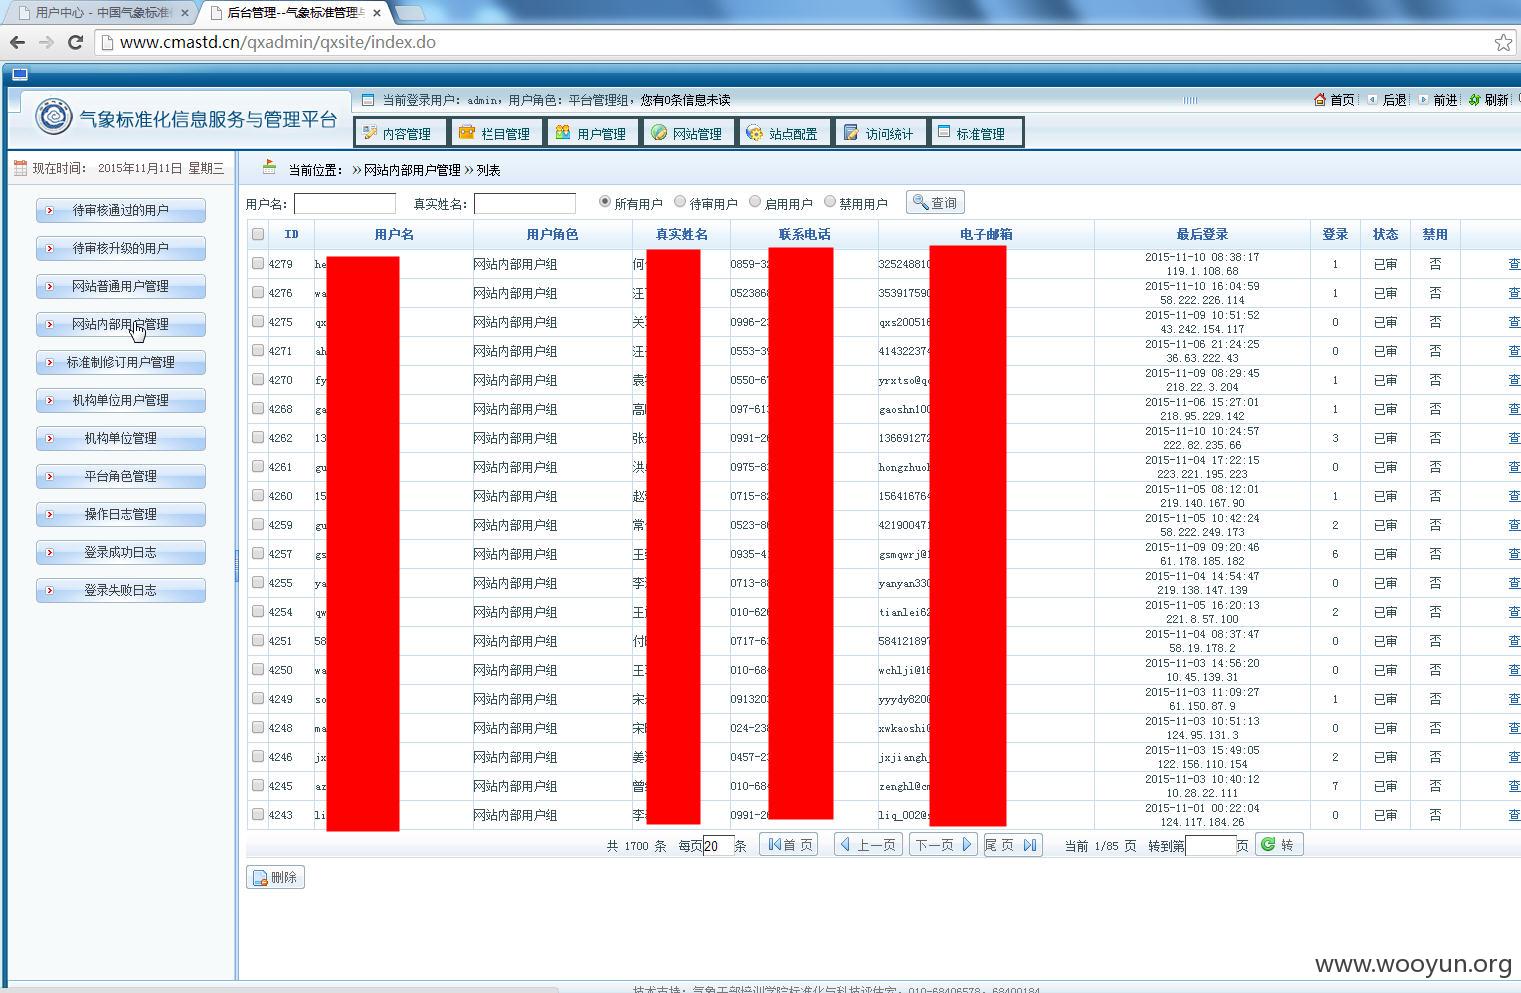 用户中心 - 中国气象标准
后台管理--气象标准管理与
www.cmastd.cn/qxadmin/qxsite/index.do
气象标准化信息服务与管理平台
当前登录用户：admin，用户角色：平台管理组，您有0条信息未读
首页 后退 前进 刷新
内容管理 栏目管理 用户管理 网站管理 站点配置 访问统计 标准管理
现在时间： 2015年11月11日 星期三
当前位置： »网站内部用户管理 » 列表
待审核通过的用户
待审核升级的用户
网站普通用户管理
网站内部用户管理
标准制修订用户管理
机构单位用户管理
机构单位管理
平台角色管理
操作日志管理
登录成功日志
登录失败日志
用户名： 真实姓名： 所有用户 待审用户 启用用户 禁用用户 查询
ID 用户名 用户角色 真实姓名 联系电话 电子邮箱 最后登录 登录 状态 禁用
4279 he 网站内部用户组 何 0859-32 325248810 2015-11-10 08:38:17 119.1.108.68 1 已审 否 查
4276 wa 网站内部用户组 汪 0523868 353917590 2015-11-10 16:04:59 58.222.226.114 1 已审 否 查
4275 qx 网站内部用户组 关 0996-23 qxs200516 2015-11-09 10:51:52 43.242.154.117 0 已审 否 查
4271 ah 网站内部用户组 汪 0553-39 414322374 2015-11-06 21:24:25 36.63.222.43 0 已审 否 查
4270 fy 网站内部用户组 袁 0550-67 yrxtso@q 2015-11-09 08:29:45 218.22.3.204 1 已审 否 查
4268 ga 网站内部用户组 高 097-613 gaoshn100 2015-11-06 15:27:01 218.95.229.142 1 已审 否 查
4262 13 网站内部用户组 张 0991-26 136691272 2015-11-10 10:24:57 222.82.235.66 3 已审 否 查
4261 gu 网站内部用户组 洪 0975-83 hongzhuo 2015-11-04 17:22:15 223.221.195.223 0 已审 否 查
4260 15 网站内部用户组 赵 0715-82 156416764 2015-11-05 08:12:01 219.140.167.90 1 已审 否 查
4259 gu 网站内部用户组 常 0523-86 421900471 2015-11-05 10:42:24 58.222.249.173 2 已审 否 查
4257 gs 网站内部用户组 王 0935-41 gsmqwrj@1 2015-11-09 09:20:46 61.178.185.182 6 已审 否 查
4255 ya 网站内部用户组 李 0713-88 yanyan330 2015-11-04 14:54:47 219.138.147.139 0 已审 否 查
4254 qw 网站内部用户组 王 010-620 tianlei62 2015-11-05 16:20:13 221.8.57.100 2 已审 否 查
4251 58 网站内部用户组 付 0717-63 584121897 2015-11-04 08:37:47 58.19.178.2 0 已审 否 查
4250 wa 网站内部用户组 王 010-684 wchlji@16 2015-11-03 14:56:20 10.45.139.31 0 已审 否 查
4249 so 网站内部用户组 宋 0913203 yyydy820@ 2015-11-03 11:09:27 61.150.87.9 1 已审 否 查
4248 ma 网站内部用户组 宋 024-238 xwkaoshi@ 2015-11-03 10:51:13 124.95.131.3 0 已审 否 查
4246 jx 网站内部用户组 姜 0457-23 jxjiangh 2015-11-03 15:49:05 122.156.110.154 2 已审 否 查
4245 az 网站内部用户组 曾 010-684 zenghl@cm 2015-11-03 10:40:12 10.28.22.111 7 已审 否 查
4243 li 网站内部用户组 李 0991-26 liq_002@ 2015-11-01 00:22:04 124.117.184.26 0 已审 否 查
共 1700 条 每页20条 首 页 上一页 下一页 尾 页 当前 1/85 页 转到第 页 转
删除
www.wooyun.org
技术支持：气象干部培训学院标准化与科技评估室，010-68406578，68400184